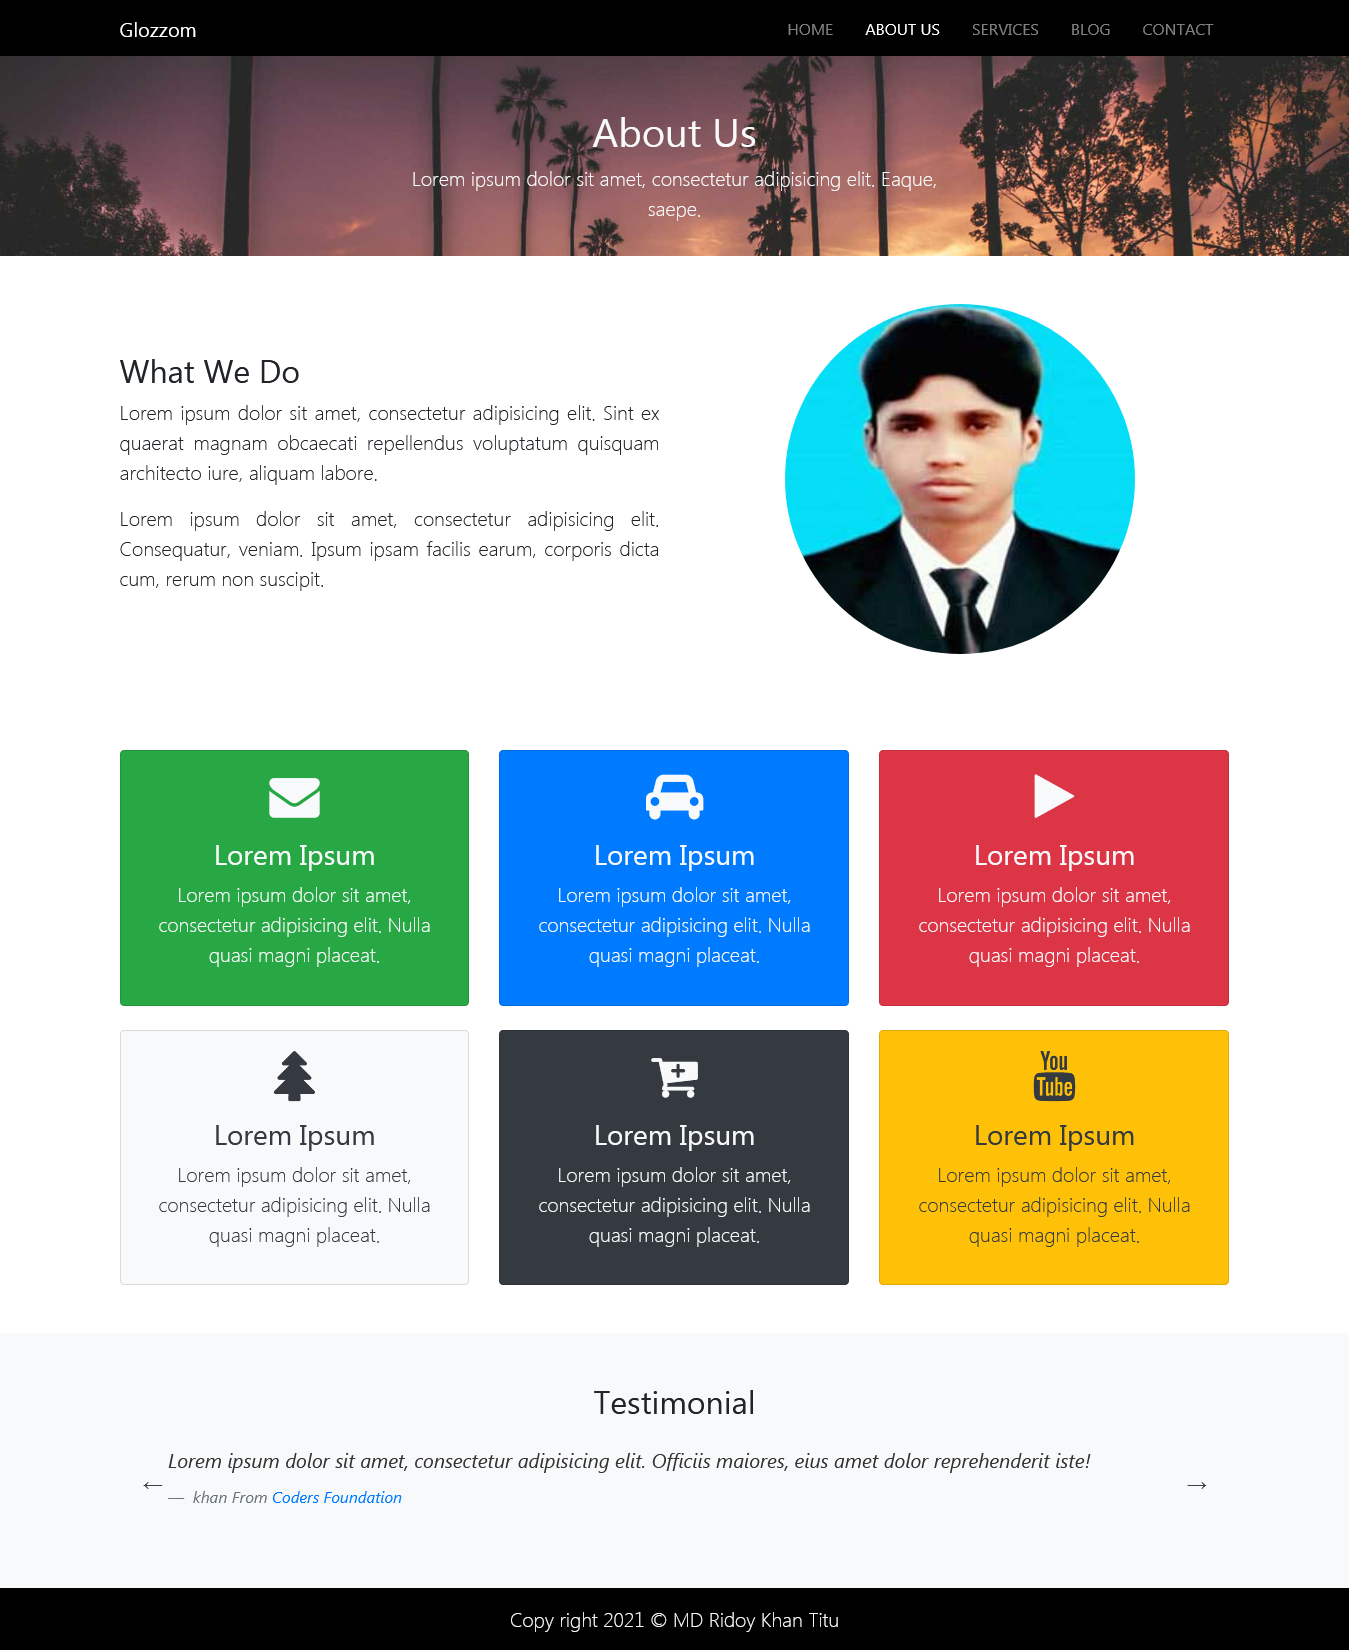 Glozzom
HOME ABOUT US SERVICES BLOG CONTACT
About Us
Lorem ipsum dolor sit amet, consectetur adipisicing elit. Eaque,
saepe.
What We Do
Lorem ipsum dolor sit amet, consectetur adipisicing elit. Sint ex
quaerat magnam obcaecati repellendus voluptatum quisquam
architecto iure, aliquam labore.
Lorem ipsum dolor sit amet, consectetur adipisicing elit.
Consequatur, veniam. Ipsum ipsam facilis earum, corporis dicta
cum, rerum non suscipit.
Lorem Ipsum
Lorem ipsum dolor sit amet,
consectetur adipisicing elit. Nulla
quasi magni placeat.
Lorem Ipsum
Lorem ipsum dolor sit amet,
consectetur adipisicing elit. Nulla
quasi magni placeat.
Lorem Ipsum
Lorem ipsum dolor sit amet,
consectetur adipisicing elit. Nulla
quasi magni placeat.
Lorem Ipsum
Lorem ipsum dolor sit amet,
consectetur adipisicing elit. Nulla
quasi magni placeat.
Lorem Ipsum
Lorem ipsum dolor sit amet,
consectetur adipisicing elit. Nulla
quasi magni placeat.
You
Tube
Lorem Ipsum
Lorem ipsum dolor sit amet,
consectetur adipisicing elit. Nulla
quasi magni placeat.
Testimonial
Lorem ipsum dolor sit amet, consectetur adipisicing elit. Officiis maiores, eius amet dolor reprehenderit iste!
← — khan From Coders Foundation →
Copy right 2021 © MD Ridoy Khan Titu